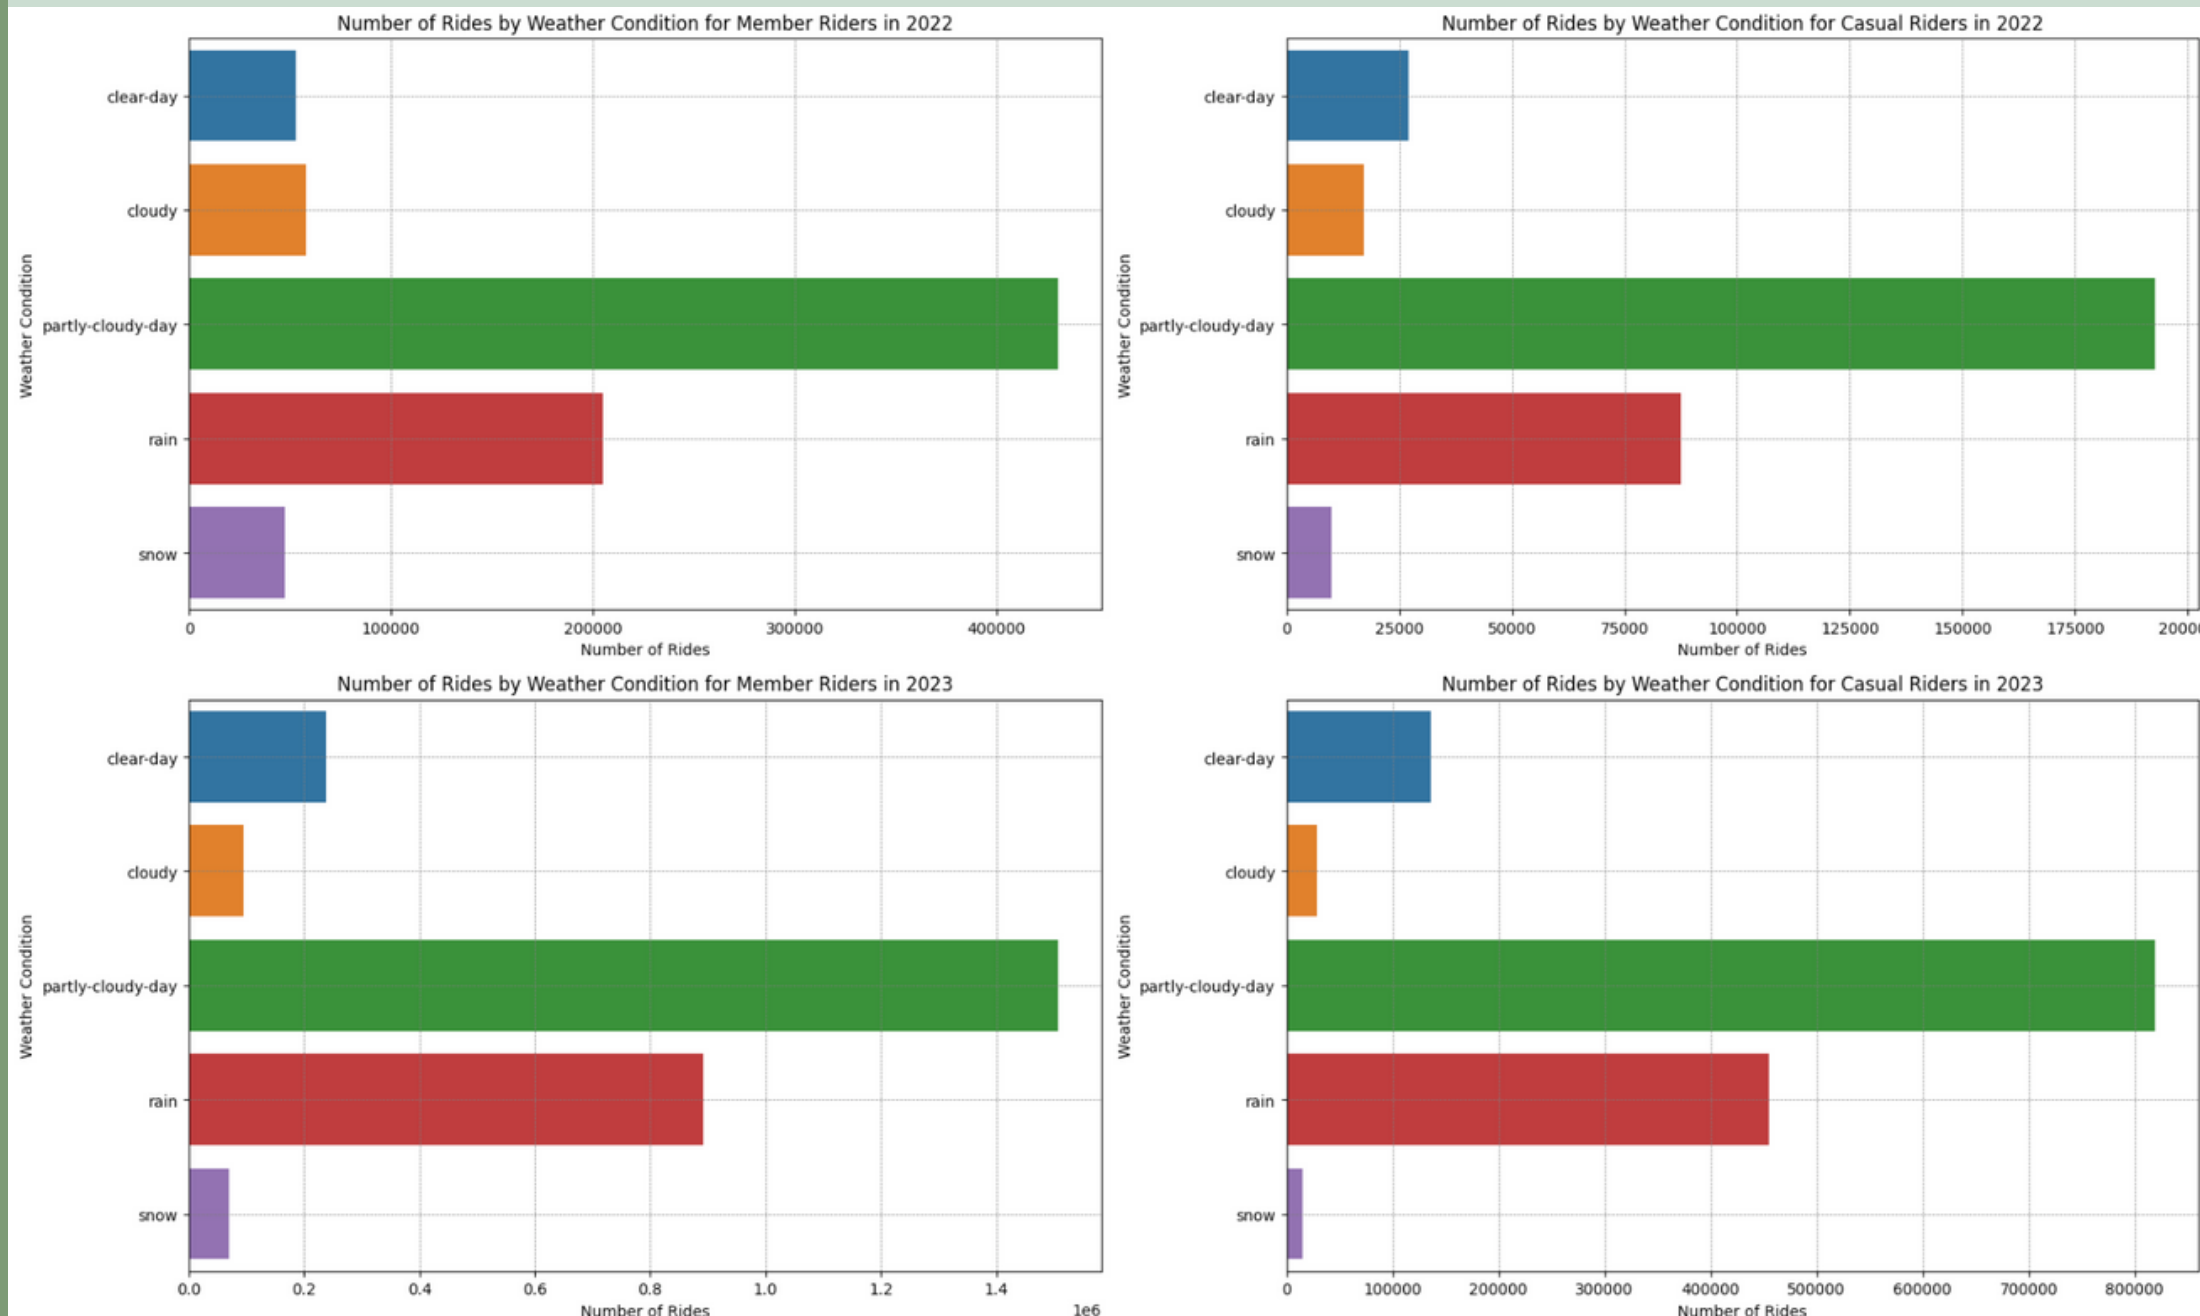 Number of Rides by Weather Condition for Member Riders in 2022
Weather Condition
clear-day
cloudy
partly-cloudy-day
rain
snow
0 100000 200000 300000 400000
Number of Rides
Number of Rides by Weather Condition for Casual Riders in 2022
Weather Condition
clear-day
cloudy
partly-cloudy-day
rain
snow
0 25000 50000 75000 100000 125000 150000 175000
Number of Rides
Number of Rides by Weather Condition for Member Riders in 2023
Weather Condition
clear-day
cloudy
partly-cloudy-day
rain
snow
0.0 0.2 0.4 0.6 0.8 1.0 1.2 1.4
Number of Rides
1e6
Number of Rides by Weather Condition for Casual Riders in 2023
Weather Condition
clear-day
cloudy
partly-cloudy-day
rain
snow
0 100000 200000 300000 400000 500000 600000 700000 800000
Number of Rides